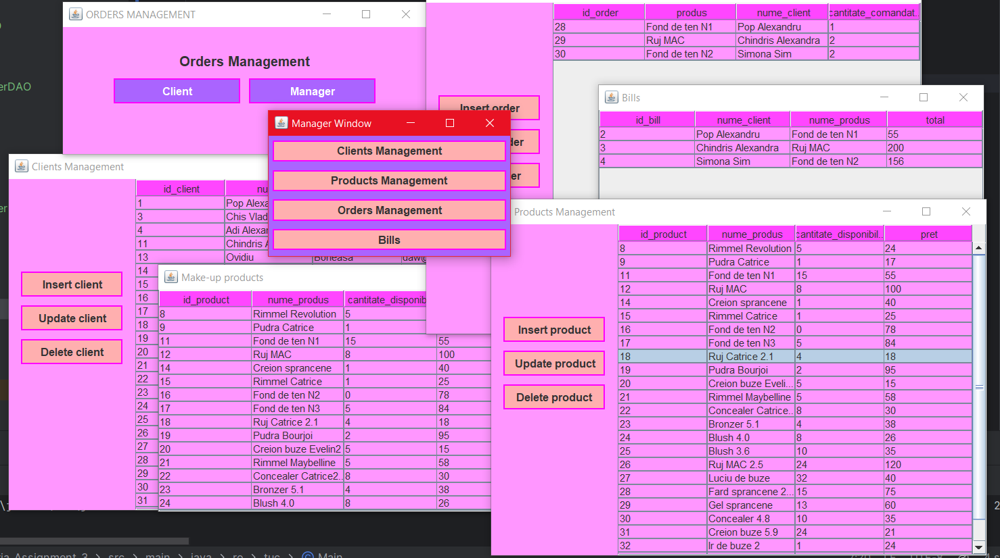 ORDERS MANAGEMENT
Orders Management
Client Manager
erDAO
id_order produs nume_client cantitate_comandat...
28 Fond de ten N1 Pop Alexandru 1
29 Ruj MAC Chindris Alexandra 2
30 Fond de ten N2 Simona Sim 2
Insert order
der
er
Bills
id_bill nume_client nume_produs total
2 Pop Alexandru Fond de ten N1 55
3 Chindris Alexandra Ruj MAC 200
4 Simona Sim Fond de ten N2 156
Manager Window
Clients Management
Products Management
Orders Management
Bills
Clients Management
id_client nu
1 Pop Alexa
3 Chis Vlad
4 Adi Alexan
11 Chindris A
13 Ovidiu Boneasa daw@
14
15
16
17
18
19
20
21
22
23
24
25
26
27
28
29
30
31
er
Insert client
Update client
Delete client
Make-up products
id_product nume_produs cantitate_disponib
8 Rimmel Revolution 5
9 Pudra Catrice 1
11 Fond de ten N1 15 55
12 Ruj MAC 8 100
14 Creion sprancene 1 40
15 Rimmel Catrice 1 25
16 Fond de ten N2 0 78
17 Fond de ten N3 5 84
18 Ruj Catrice 2.1 4 18
19 Pudra Bourjoi 2 95
20 Creion buze Evelin2 5 15
21 Rimmel Maybelline 5 58
22 Concealer Catrice2... 8 30
23 Bronzer 5.1 4 38
24 Blush 4.0 8 26
Products Management
id_product nume_produs cantitate_disponibil... pret
8 Rimmel Revolution 5 24
9 Pudra Catrice 1 17
11 Fond de ten N1 15 55
12 Ruj MAC 8 100
14 Creion sprancene 1 40
15 Rimmel Catrice 1 25
16 Fond de ten N2 0 78
17 Fond de ten N3 5 84
18 Ruj Catrice 2.1 4 18
19 Pudra Bourjoi 2 95
20 Creion buze Eveli... 5 15
21 Rimmel Maybelline 5 58
22 Concealer Catrice... 8 30
23 Bronzer 5.1 4 38
24 Blush 4.0 8 26
25 Blush 3.6 10 35
26 Ruj MAC 2.5 24 120
27 Luciu de buze 32 40
28 Fard sprancene 2... 15 75
29 Gel sprancene 13 60
30 Concealer 4.8 10 35
31 Creion buze 5.9 24 21
32 Ir de buze 2 1 24
Insert product
Update product
Delete product
2
ria_Assignment_3 > src > main > java > ro > tuc > Main